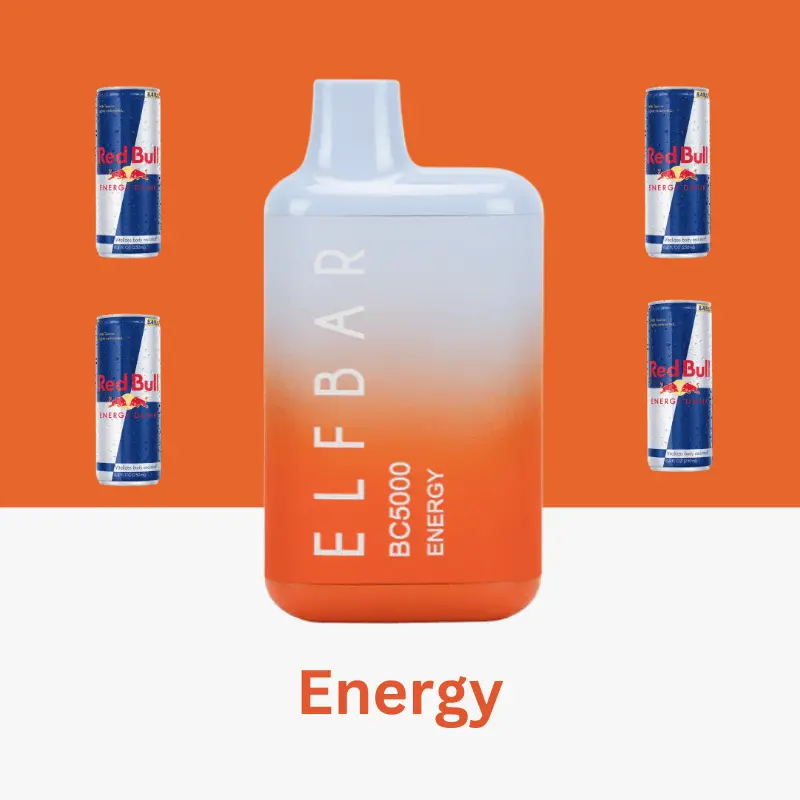 Red Bull
ENERGY DRINK
Red Bull
ENERGY DRINK
ELFBAR
BC5000
ENERGY
Red Bull
ENERGY DRINK
Red Bull
ENERGY DRINK
Energy